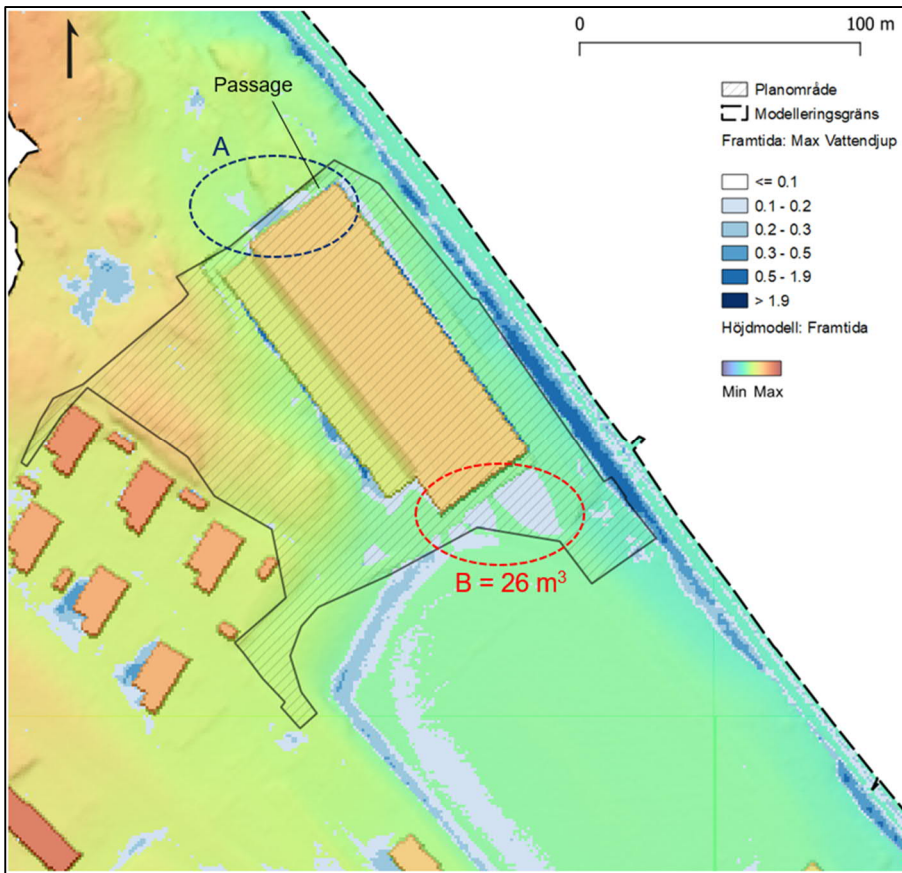 0
100 m
Passage
A
Planområde
Modelleringsgräns
Framtida: Max Vattendjup
<= 0.1
0.1 - 0.2
0.2 - 0.3
0.3 - 0.5
0.5 - 1.9
> 1.9
Höjdmodell: Framtida
Min Max
B = 26 m³